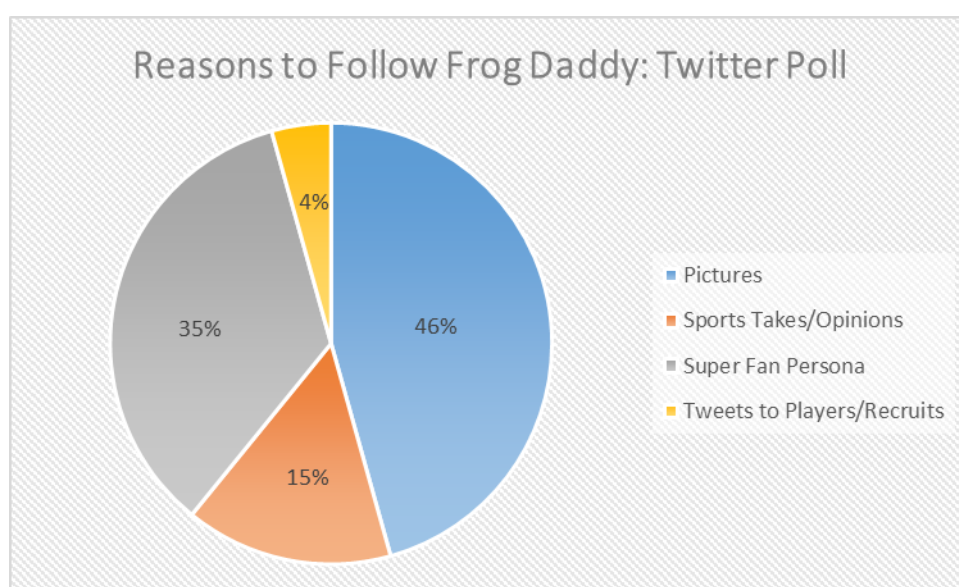 Reasons to Follow Frog Daddy: Twitter Poll
4%
35%
46%
15%
Pictures
Sports Takes/Opinions
Super Fan Persona
Tweets to Players/Recruits